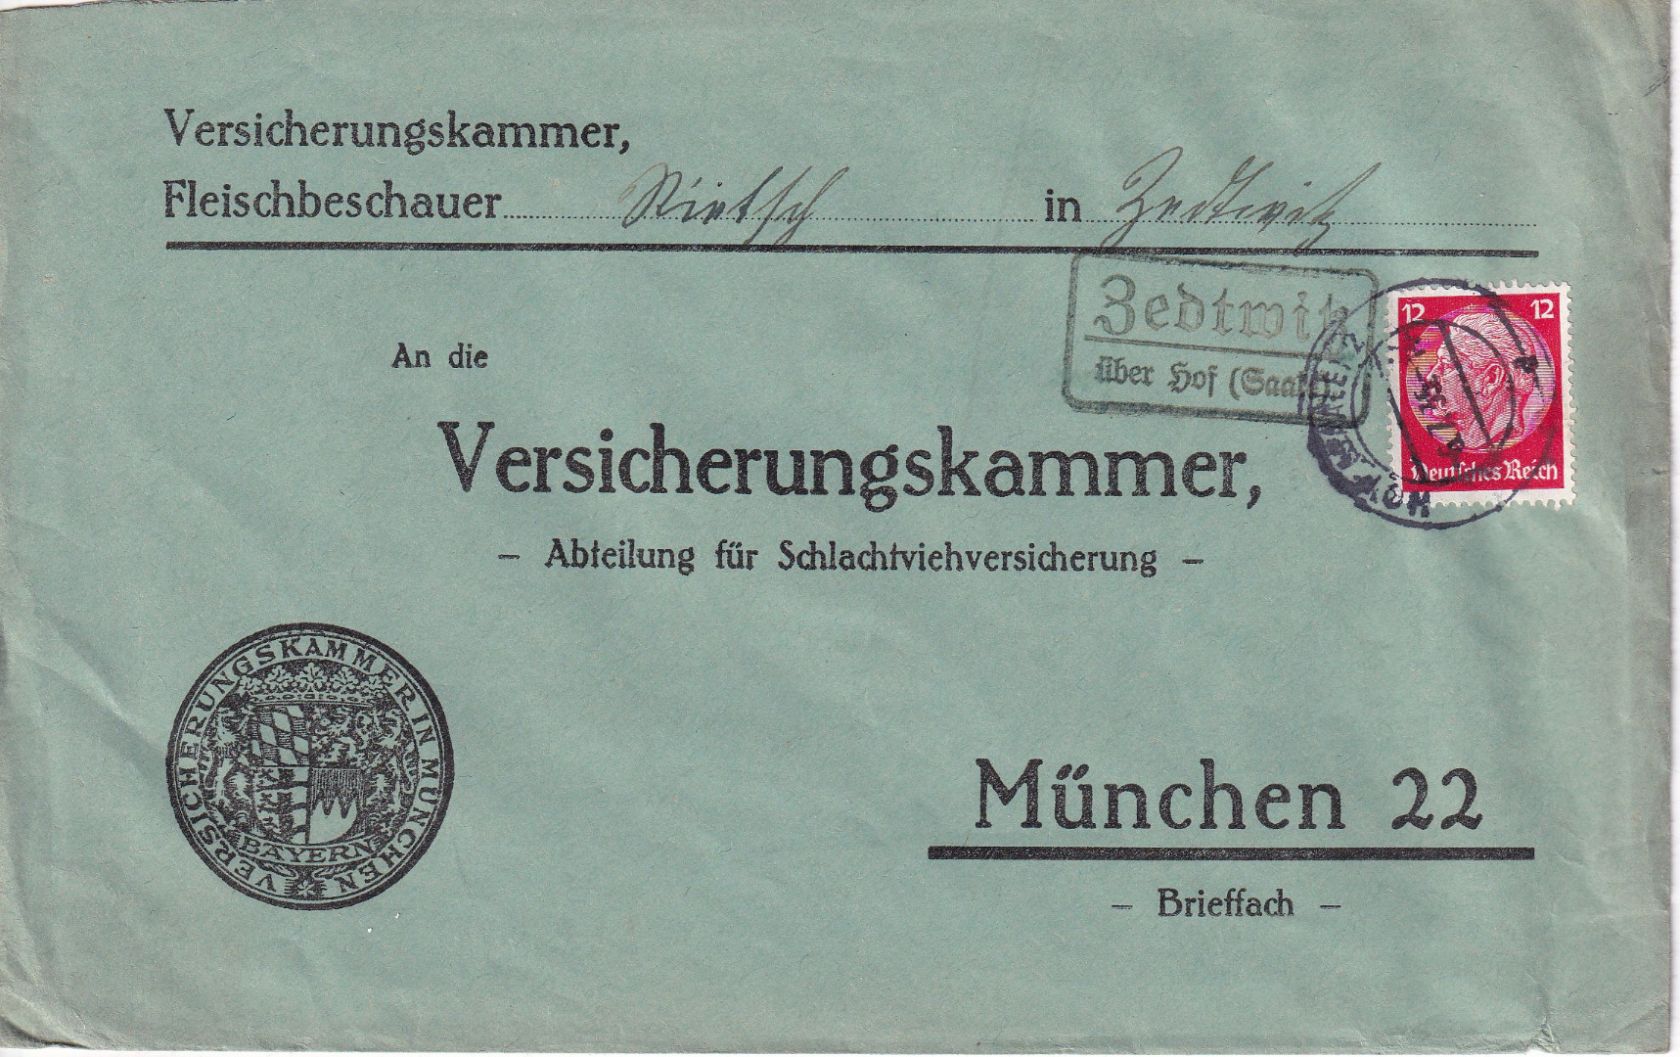 Versicherungskammer,
Fleischbeschauer Rietsch in Zedtwitz
Zedtwitz
über Hof (Saale)
12 12
Deutsches Reich
An die
Versicherungskammer,
– Abteilung für Schlachtviehversicherung –
VERSICHERUNGSKAMMER IN MÜNCHEN
BAYERN
München 22
– Brieffach –